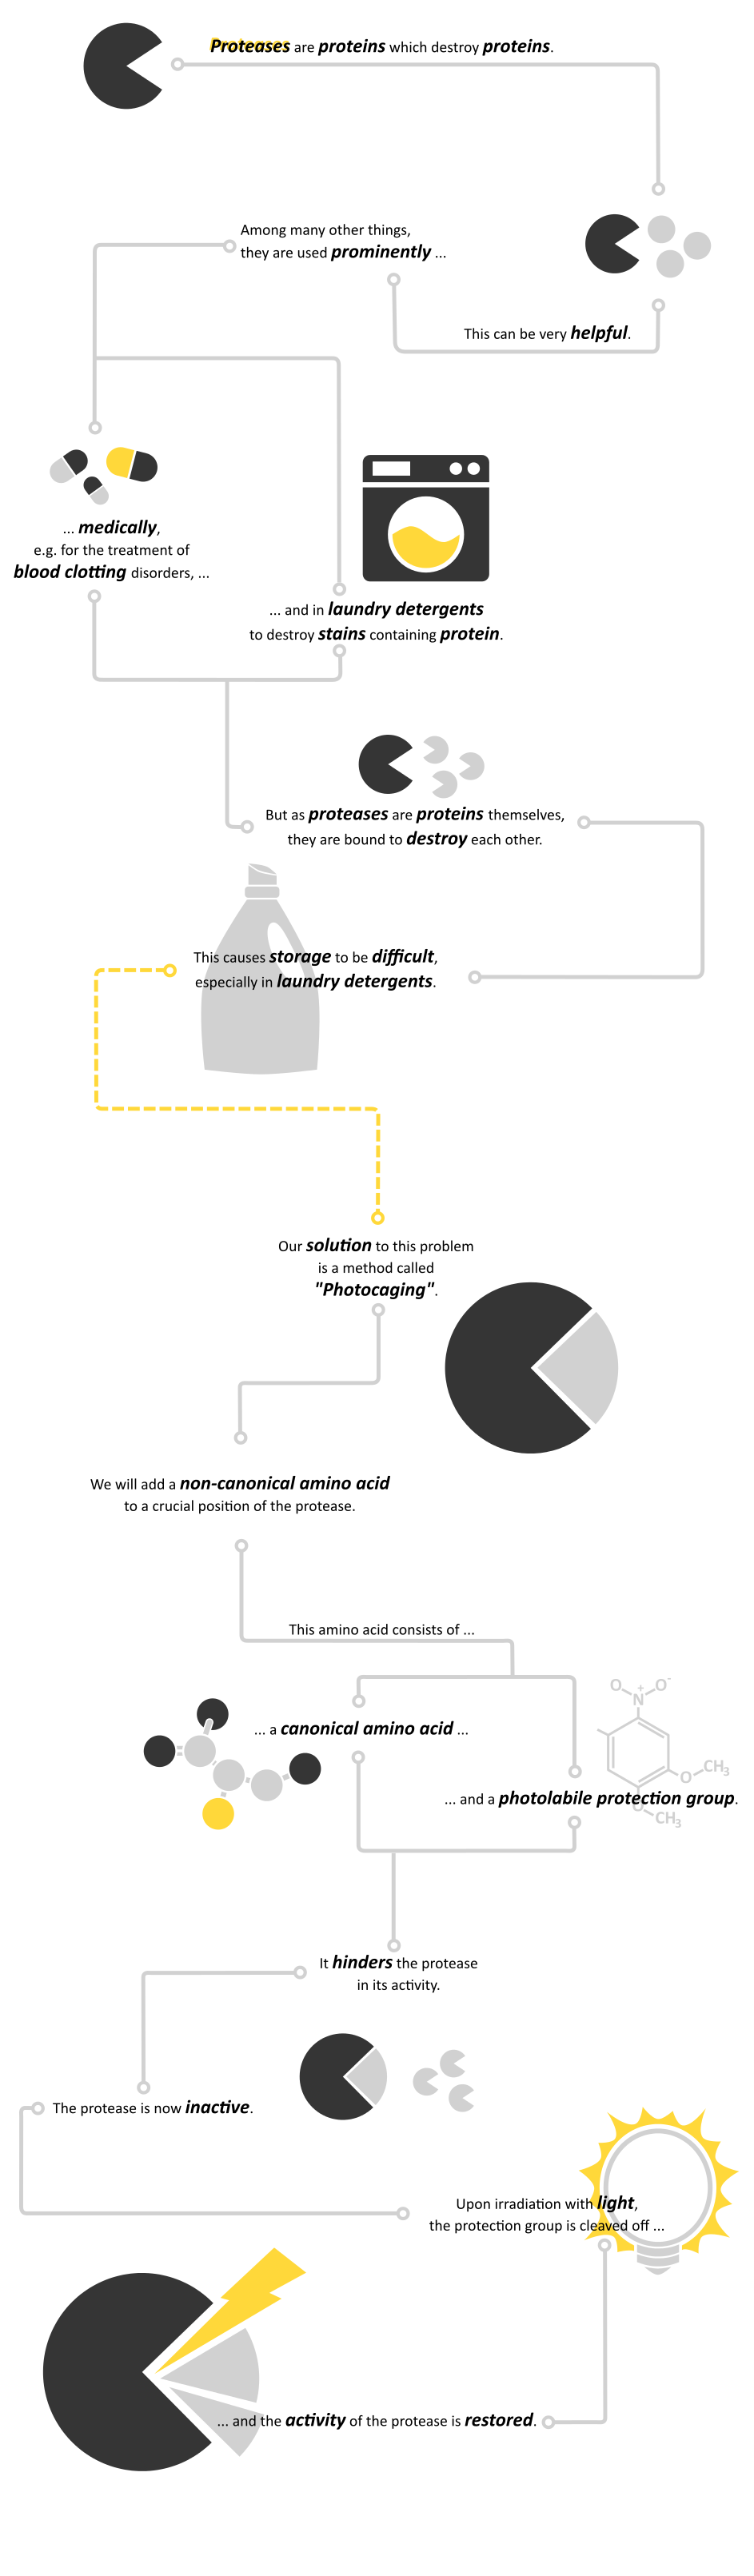 Proteases are proteins which destroy proteins.
Among many other things,
they are used prominently ...
This can be very helpful.
... medically,
e.g. for the treatment of
blood clotting disorders, ...
... and in laundry detergents
to destroy stains containing protein.
But as proteases are proteins themselves,
they are bound to destroy each other.
This causes storage to be difficult,
especially in laundry detergents.
Our solution to this problem
is a method called
"Photocaging".
We will add a non-canonical amino acid
to a crucial position of the protease.
This amino acid consists of ...
O N + O -
... a canonical amino acid ...
O CH3
... and a photolabile protection group.
O CH3
It hinders the protease
in its activity.
The protease is now inactive.
Upon irradiation with light,
the protection group is cleaved off ...
... and the activity of the protease is restored.